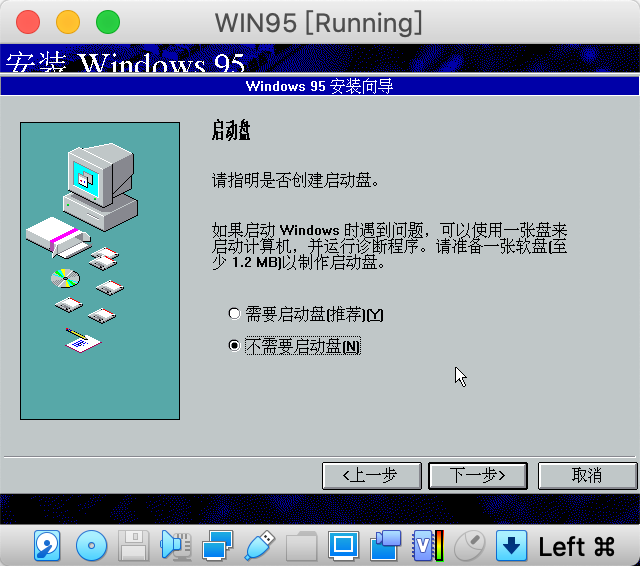 WIN95 [Running]
安装 Windows 95
Windows 95 安装向导
启动盘
请指明是否创建启动盘。
如果启动 Windows 时遇到问题，可以使用一张盘来
启动计算机，并运行诊断程序。请准备一张软盘(至
少 1.2 MB)以制作启动盘。
需要启动盘(推荐)(Y)
不需要启动盘(N)
<上一步
下一步>
取消
V
Left ⌘